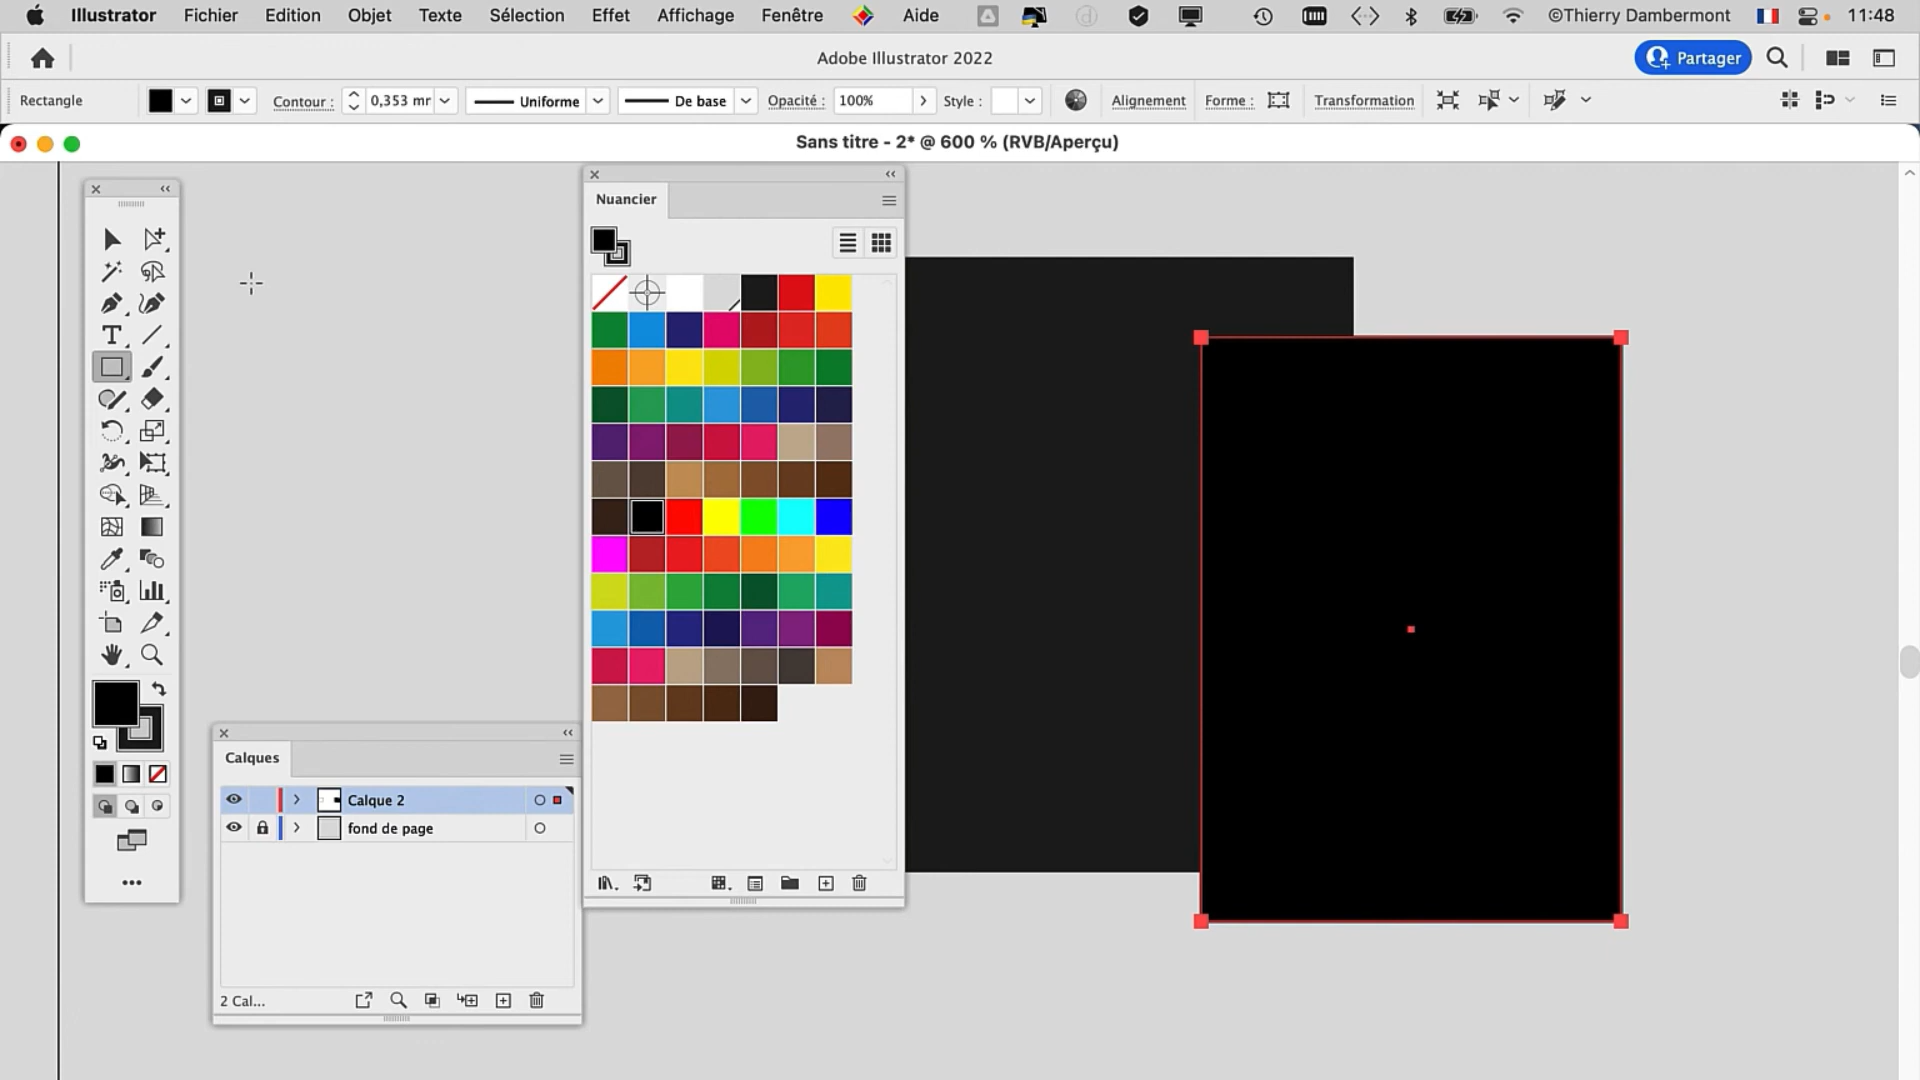 Illustrator Fichier Edition Objet Texte Sélection Effet Affichage Fenêtre Aide ©Thierry Dambermont 11:48
Adobe Illustrator 2022 Partager
Rectangle Contour : 0,353 mr Uniforme De base Opacité : 100% Style : Alignement Forme : Transformation
Sans titre - 2* @ 600 % (RVB/Aperçu)
Nuancier
Calques
Calque 2
fond de page
2 Cal...